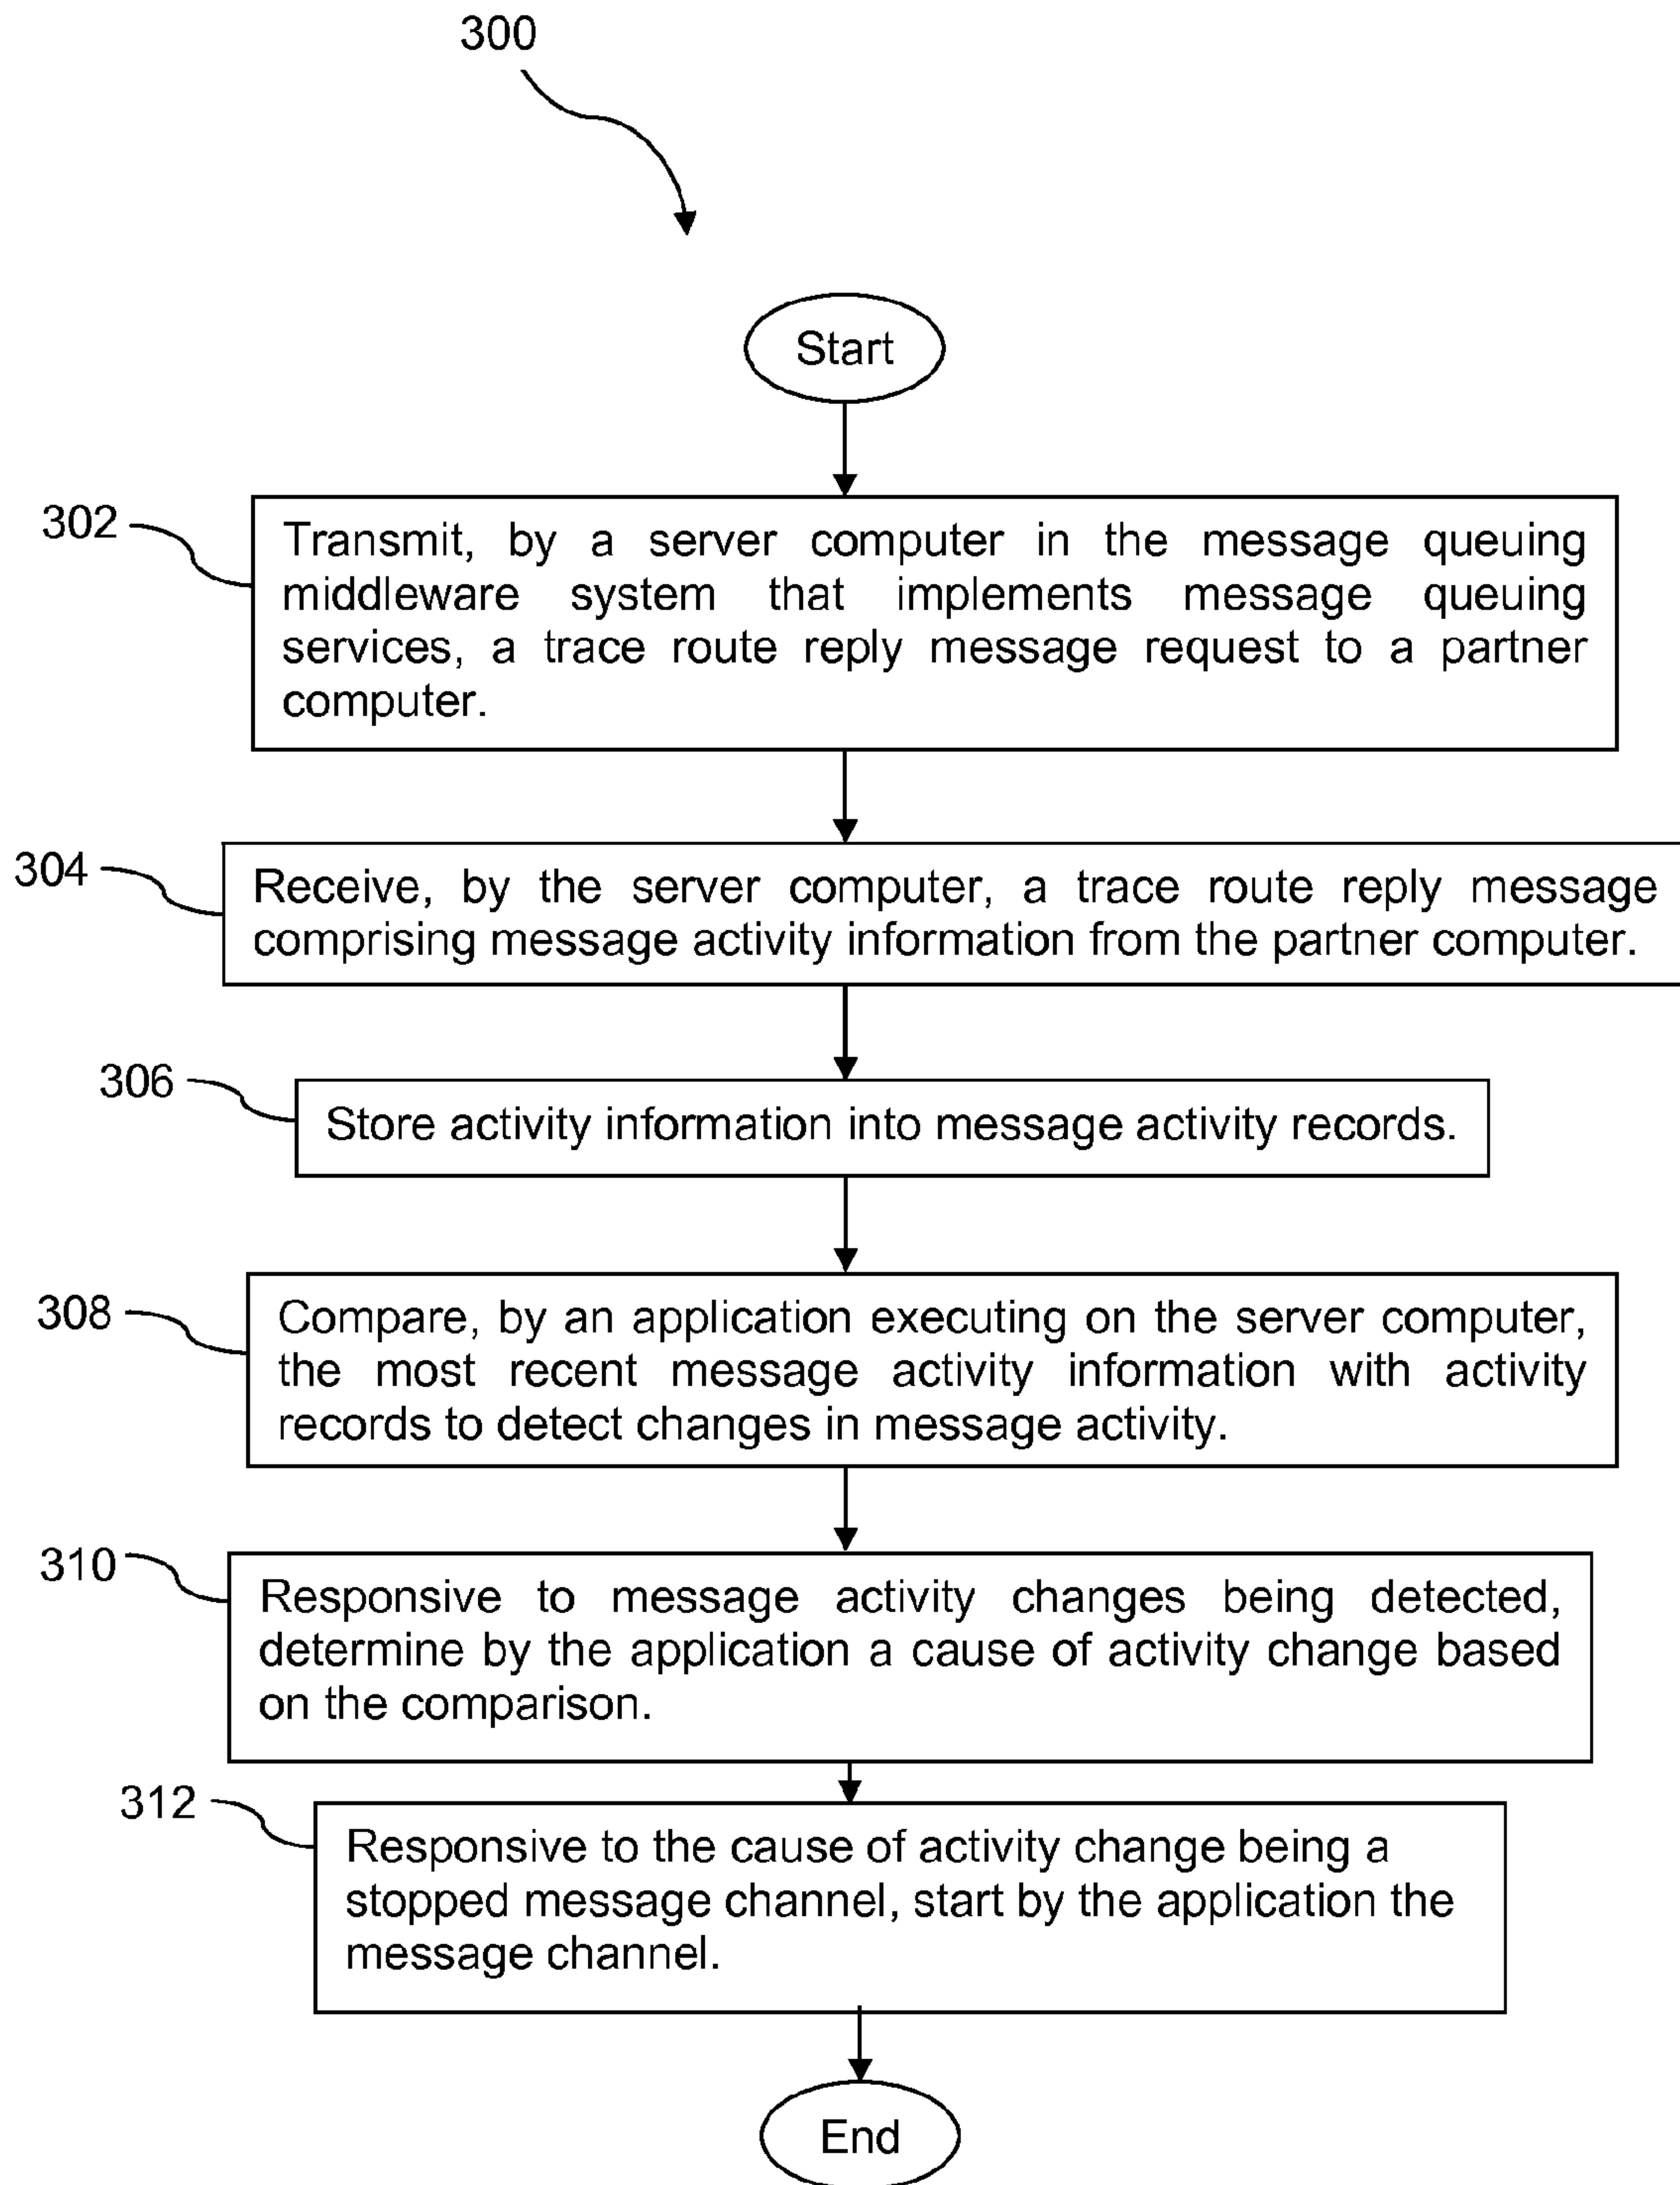 300
Start
302
Transmit, by a server computer in the message queuing
middleware system that implements message queuing
services, a trace route reply message request to a partner
computer.
304
Receive, by the server computer, a trace route reply message
comprising message activity information from the partner computer.
306
Store activity information into message activity records.
308
Compare, by an application executing on the server computer,
the most recent message activity information with activity
records to detect changes in message activity.
310
Responsive to message activity changes being detected,
determine by the application a cause of activity change based
on the comparison.
312
Responsive to the cause of activity change being a
stopped message channel, start by the application the
message channel.
End